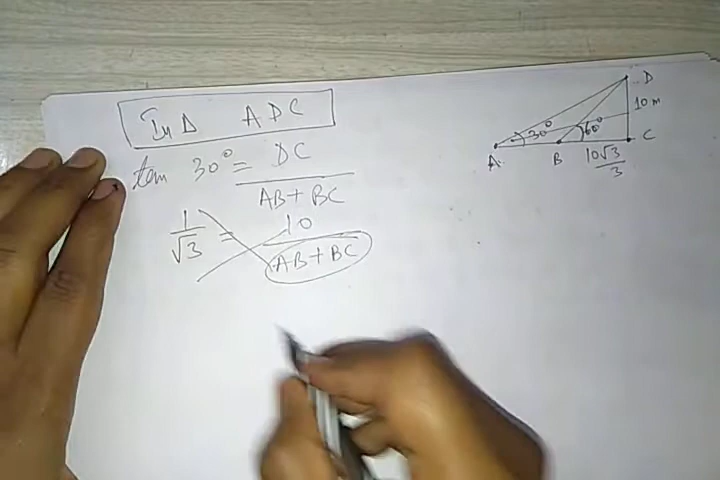 In Δ ADC
tan 30° = DC / AB + BC
1 / √3 = 10 / AB + BC
D
10 m
30°
60°
A
B
10√3 / 3
C